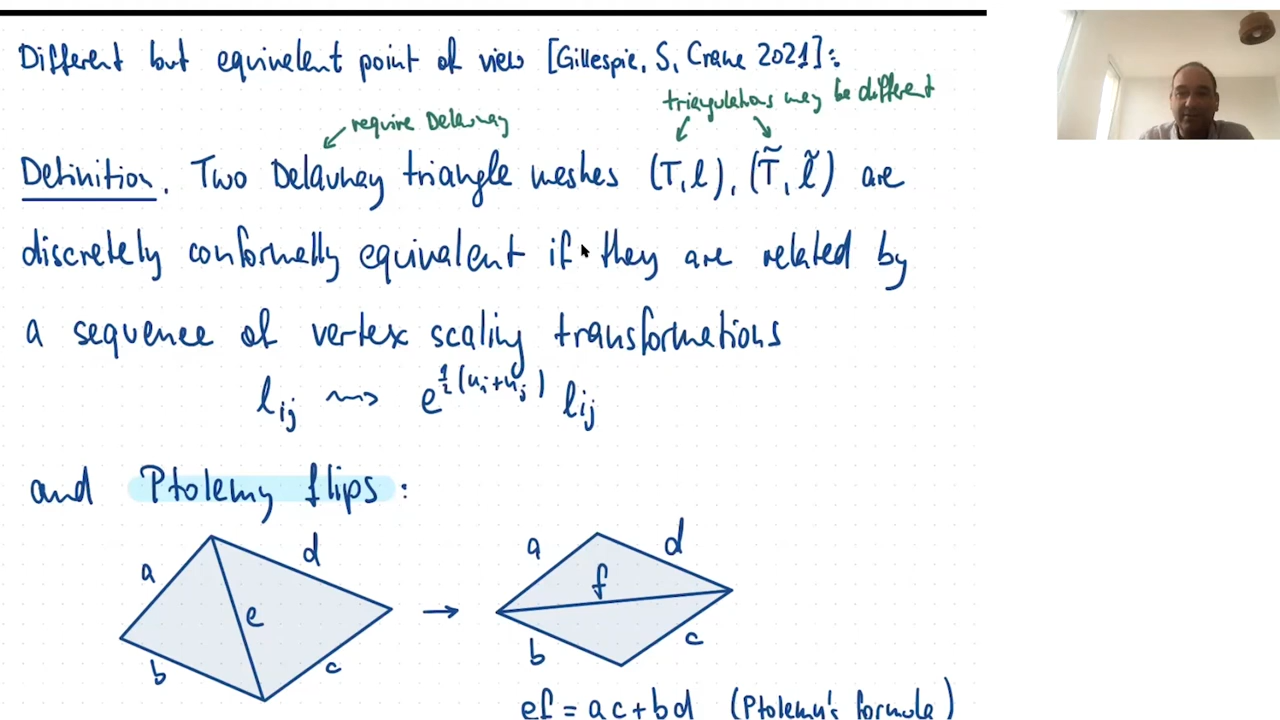 Different but equivalent point of view [Gillespie, S, Crane 2021]:
triangulations may be different
require Delaunay
Definition. Two Delaunay triangle meshes (T, l), (T̃, l̃) are
discretely conformally equivalent if they are related by
a sequence of vertex scaling transformations
l_ij ⟿ e^{½(u_i+u_j)} l_ij
and Ptolemy flips:
a d e b c → a d f b c
ef = ac + bd (Ptolemy's formula)